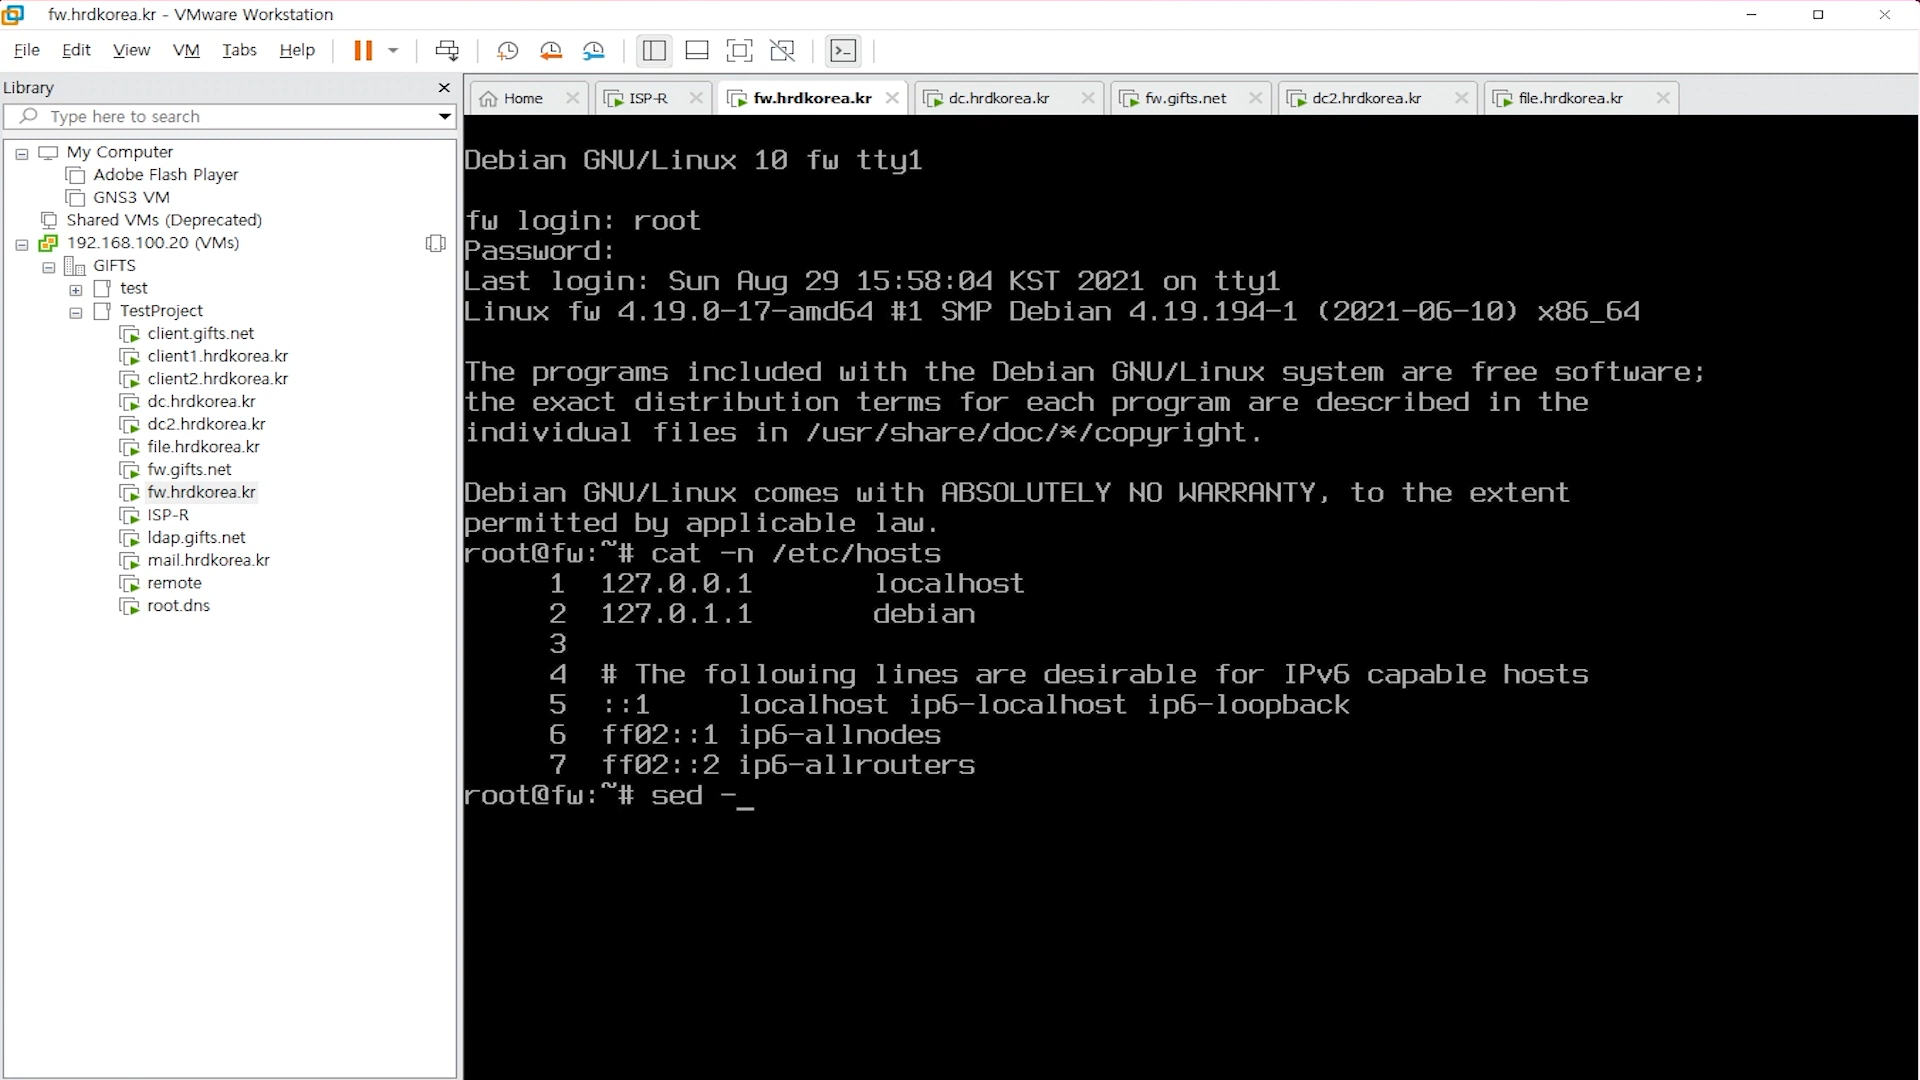 fw.hrdkorea.kr - VMware Workstation
File Edit View VM Tabs Help
Library
Type here to search
My Computer
Adobe Flash Player
GNS3 VM
Shared VMs (Deprecated)
192.168.100.20 (VMs)
GIFTS
test
TestProject
client.gifts.net
client1.hrdkorea.kr
client2.hrdkorea.kr
dc.hrdkorea.kr
dc2.hrdkorea.kr
file.hrdkorea.kr
fw.gifts.net
fw.hrdkorea.kr
ISP-R
ldap.gifts.net
mail.hrdkorea.kr
remote
root.dns
Home ISP-R fw.hrdkorea.kr dc.hrdkorea.kr fw.gifts.net dc2.hrdkorea.kr file.hrdkorea.kr
Debian GNU/Linux 10 fw tty1
fw login: root
Password:
Last login: Sun Aug 29 15:58:04 KST 2021 on tty1
Linux fw 4.19.0-17-amd64 #1 SMP Debian 4.19.194-1 (2021-06-10) x86_64
The programs included with the Debian GNU/Linux system are free software;
the exact distribution terms for each program are described in the
individual files in /usr/share/doc/*/copyright.
Debian GNU/Linux comes with ABSOLUTELY NO WARRANTY, to the extent
permitted by applicable law.
root@fw:~# cat -n /etc/hosts
1 127.0.0.1 localhost
2 127.0.1.1 debian
3
4 # The following lines are desirable for IPv6 capable hosts
5 ::1 localhost ip6-localhost ip6-loopback
6 ff02::1 ip6-allnodes
7 ff02::2 ip6-allrouters
root@fw:~# sed -_